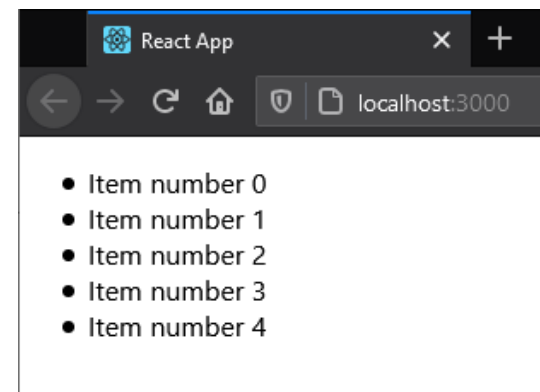 React App
localhost:3000
Item number 0
Item number 1
Item number 2
Item number 3
Item number 4